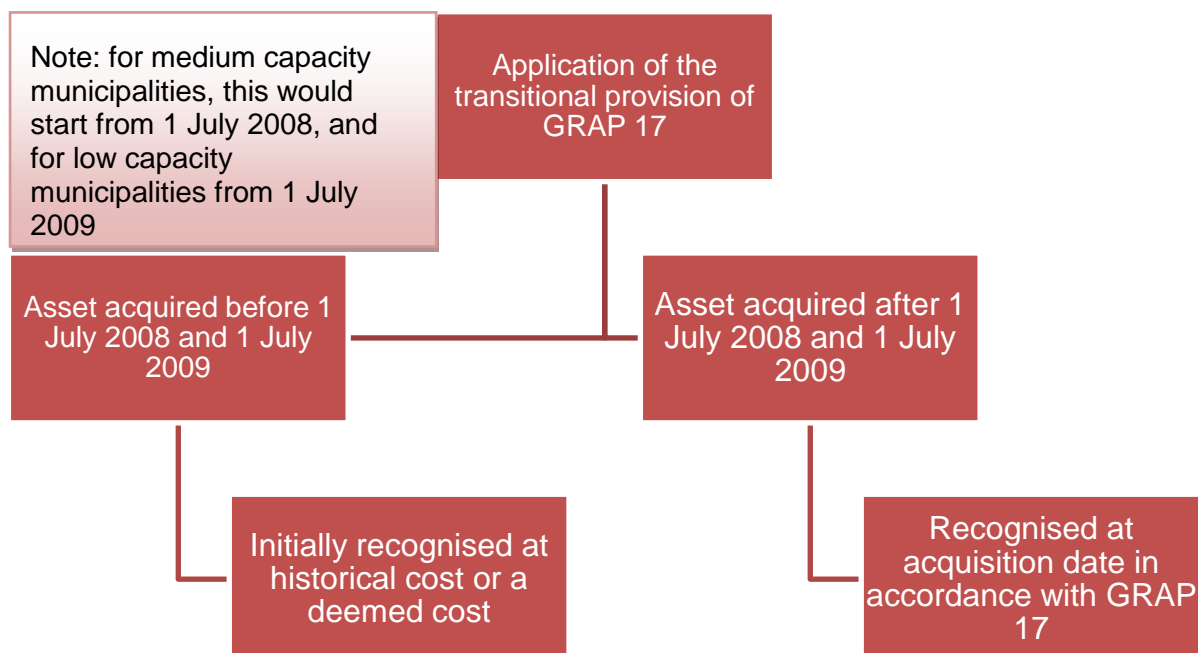 Note: for medium capacity
municipalities, this would
start from 1 July 2008, and
for low capacity
municipalities from 1 July
2009
Application of the
transitional provision of
GRAP 17
Asset acquired before 1
July 2008 and 1 July
2009
Asset acquired after 1
July 2008 and 1 July
2009
Initially recognised at
historical cost or a
deemed cost
Recognised at
acquisition date in
accordance with GRAP
17